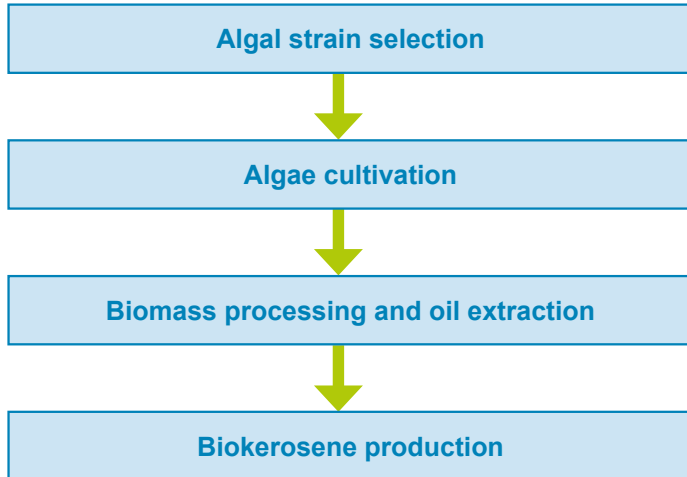 Algal strain selection
Algae cultivation
Biomass processing and oil extraction
Biokerosene production